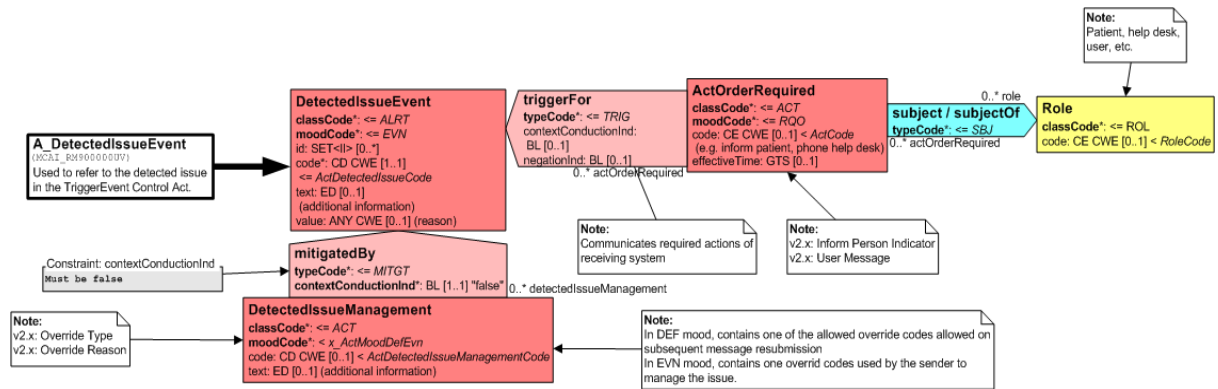 Note:
Patient, help desk,
user, etc.
DetectedIssueEvent
classCode*: <= ALRT
moodCode*: <= EVN
id: SET<II> [0..*]
code*: CD CWE [1..1]
<= ActDetectedIssueCode
text: ED [0..1]
(additional information)
value: ANY CWE [0..1] (reason)
triggerFor
typeCode*: <= TRIG
contextConductionInd:
BL [0..1]
negationInd: BL [0..1]
0..* actOrderRequired
ActOrderRequired
classCode*: <= ACT
moodCode*: <= RQO
code: CE CWE [0..1] < ActCode
(e.g. inform patient, phone help desk)
effectiveTime: GTS [0..1]
0..* role
subject / subjectOf
typeCode*: <= SBJ
0..* actOrderRequired
Role
classCode*: <= ROL
code: CE CWE [0..1] < RoleCode
A_DetectedIssueEvent
(MCAI_RM900000UV)
Used to refer to the detected issue
in the TriggerEvent Control Act.
Note:
Communicates required actions of
receiving system
Note:
v2.x: Inform Person Indicator
v2.x: User Message
Constraint: contextConductionInd
Must be false
mitigatedBy
typeCode*: <= MITGT
contextConductionInd*: BL [1..1] "false"
0..* detectedIssueManagement
Note:
v2.x: Override Type
v2.x: Override Reason
DetectedIssueManagement
classCode*: <= ACT
moodCode*: < x_ActMoodDefEvn
code: CD CWE [0..1] < ActDetectedIssueManagementCode
text: ED [0..1] (additional information)
Note:
In DEF mood, contains one of the allowed override codes allowed on
subsequent message resubmission
In EVN mood, contains one overrid codes used by the sender to
manage the issue.